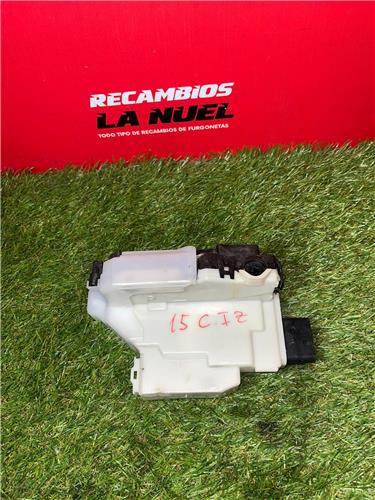 RECAMBIOS
LA NUEL
TODO TIPO DE RECAMBIOS DE FURGONETAS
15 C.IZ